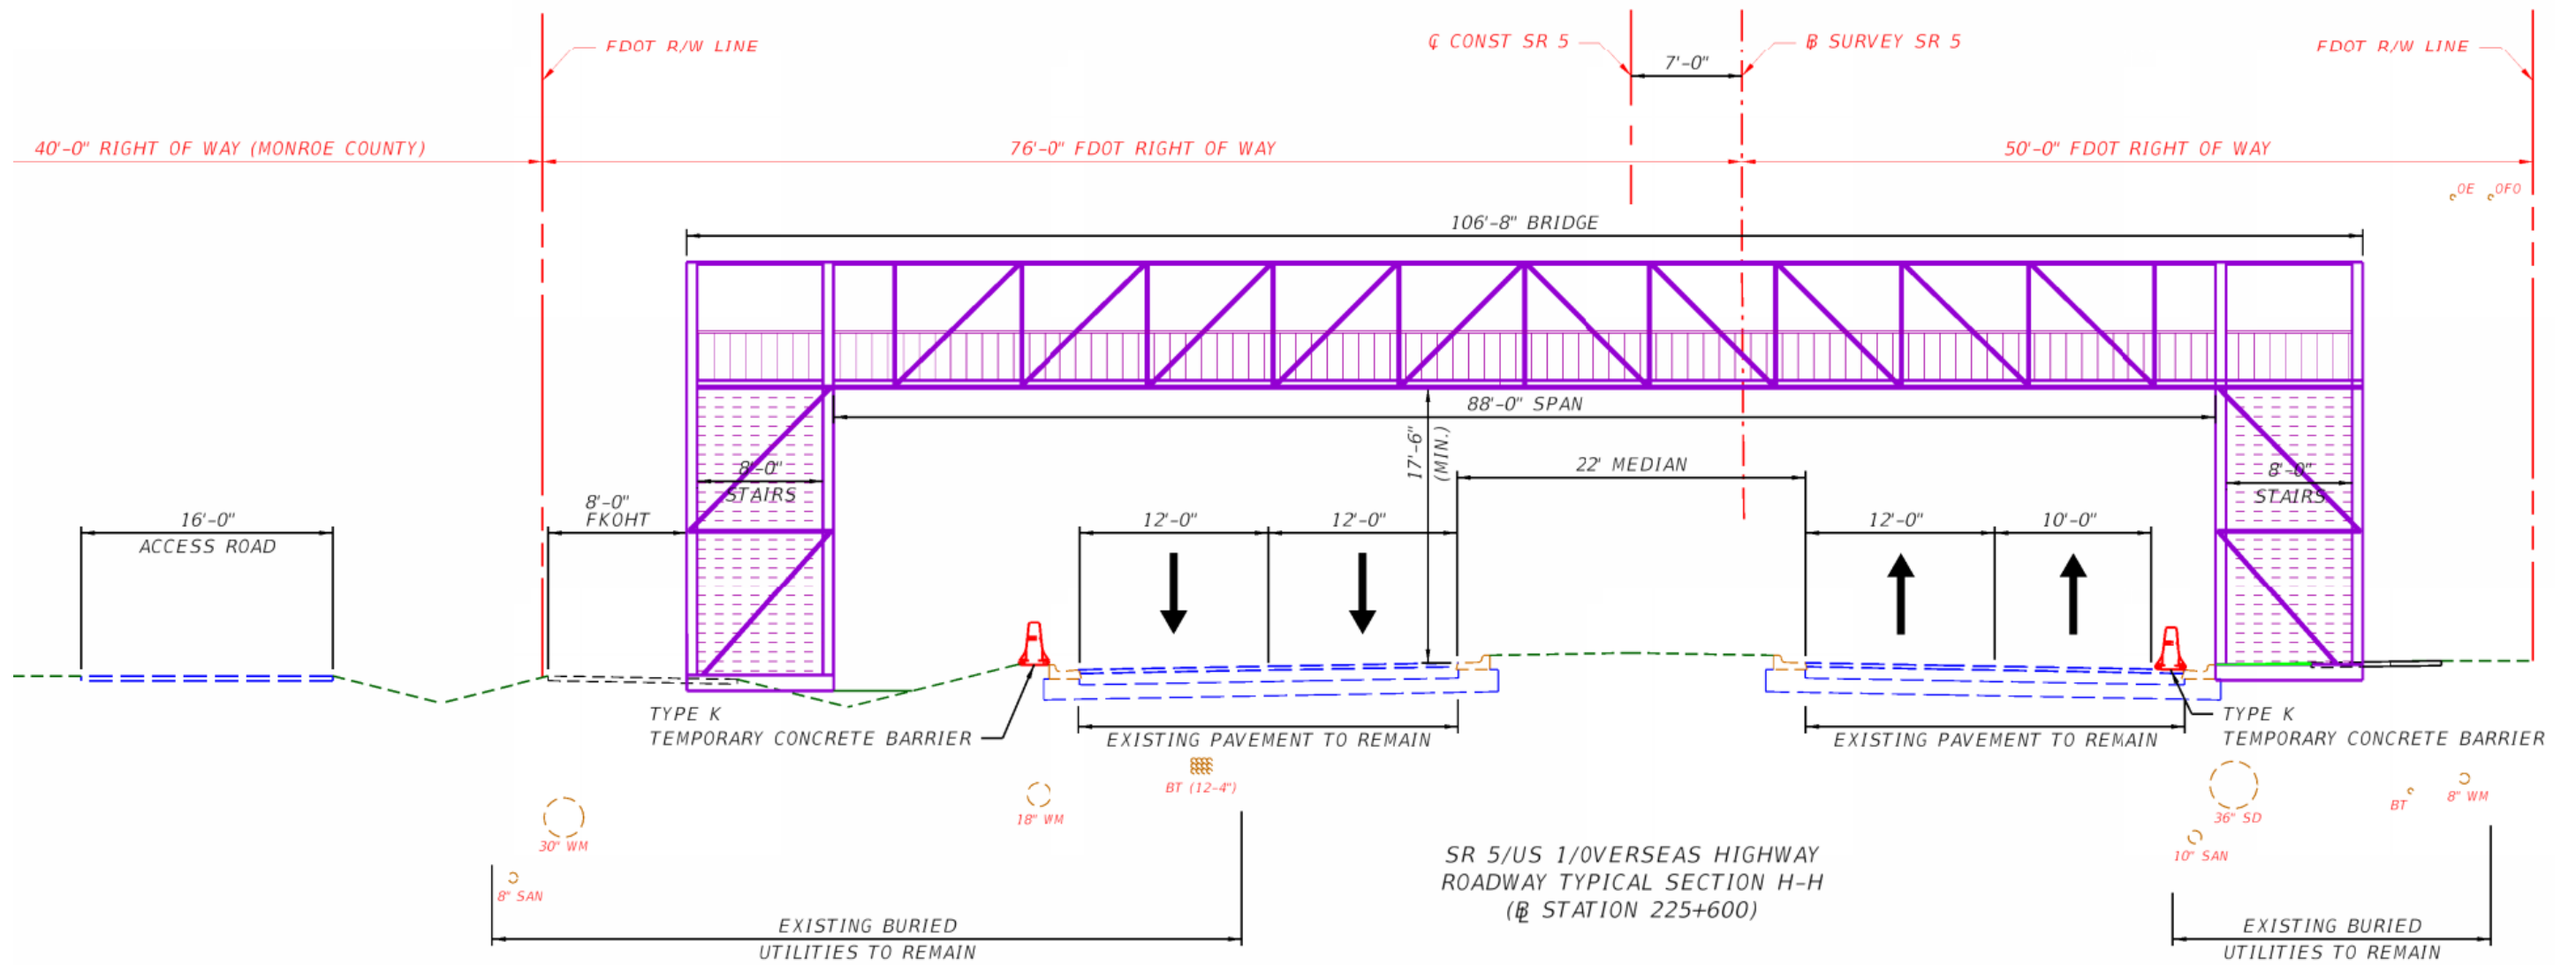 FDOT R/W LINE
℄ CONST SR 5
7'-0"
B̵ SURVEY SR 5
FDOT R/W LINE
40'-0" RIGHT OF WAY (MONROE COUNTY)
76'-0" FDOT RIGHT OF WAY
50'-0" FDOT RIGHT OF WAY
OE
OFO
106'-8" BRIDGE
88'-0" SPAN
17'-6"
(MIN.)
22' MEDIAN
8'-0"
STAIRS
8'-0"
STAIRS
8'-0"
FKOHT
16'-0"
ACCESS ROAD
12'-0"
12'-0"
12'-0"
10'-0"
TYPE K
TEMPORARY CONCRETE BARRIER
EXISTING PAVEMENT TO REMAIN
EXISTING PAVEMENT TO REMAIN
TYPE K
TEMPORARY CONCRETE BARRIER
BT (12-4")
18" WM
30" WM
8" SAN
36" SD
BT
8" WM
10" SAN
SR 5/US 1/OVERSEAS HIGHWAY
ROADWAY TYPICAL SECTION H-H
(BL STATION 225+600)
EXISTING BURIED
UTILITIES TO REMAIN
EXISTING BURIED
UTILITIES TO REMAIN